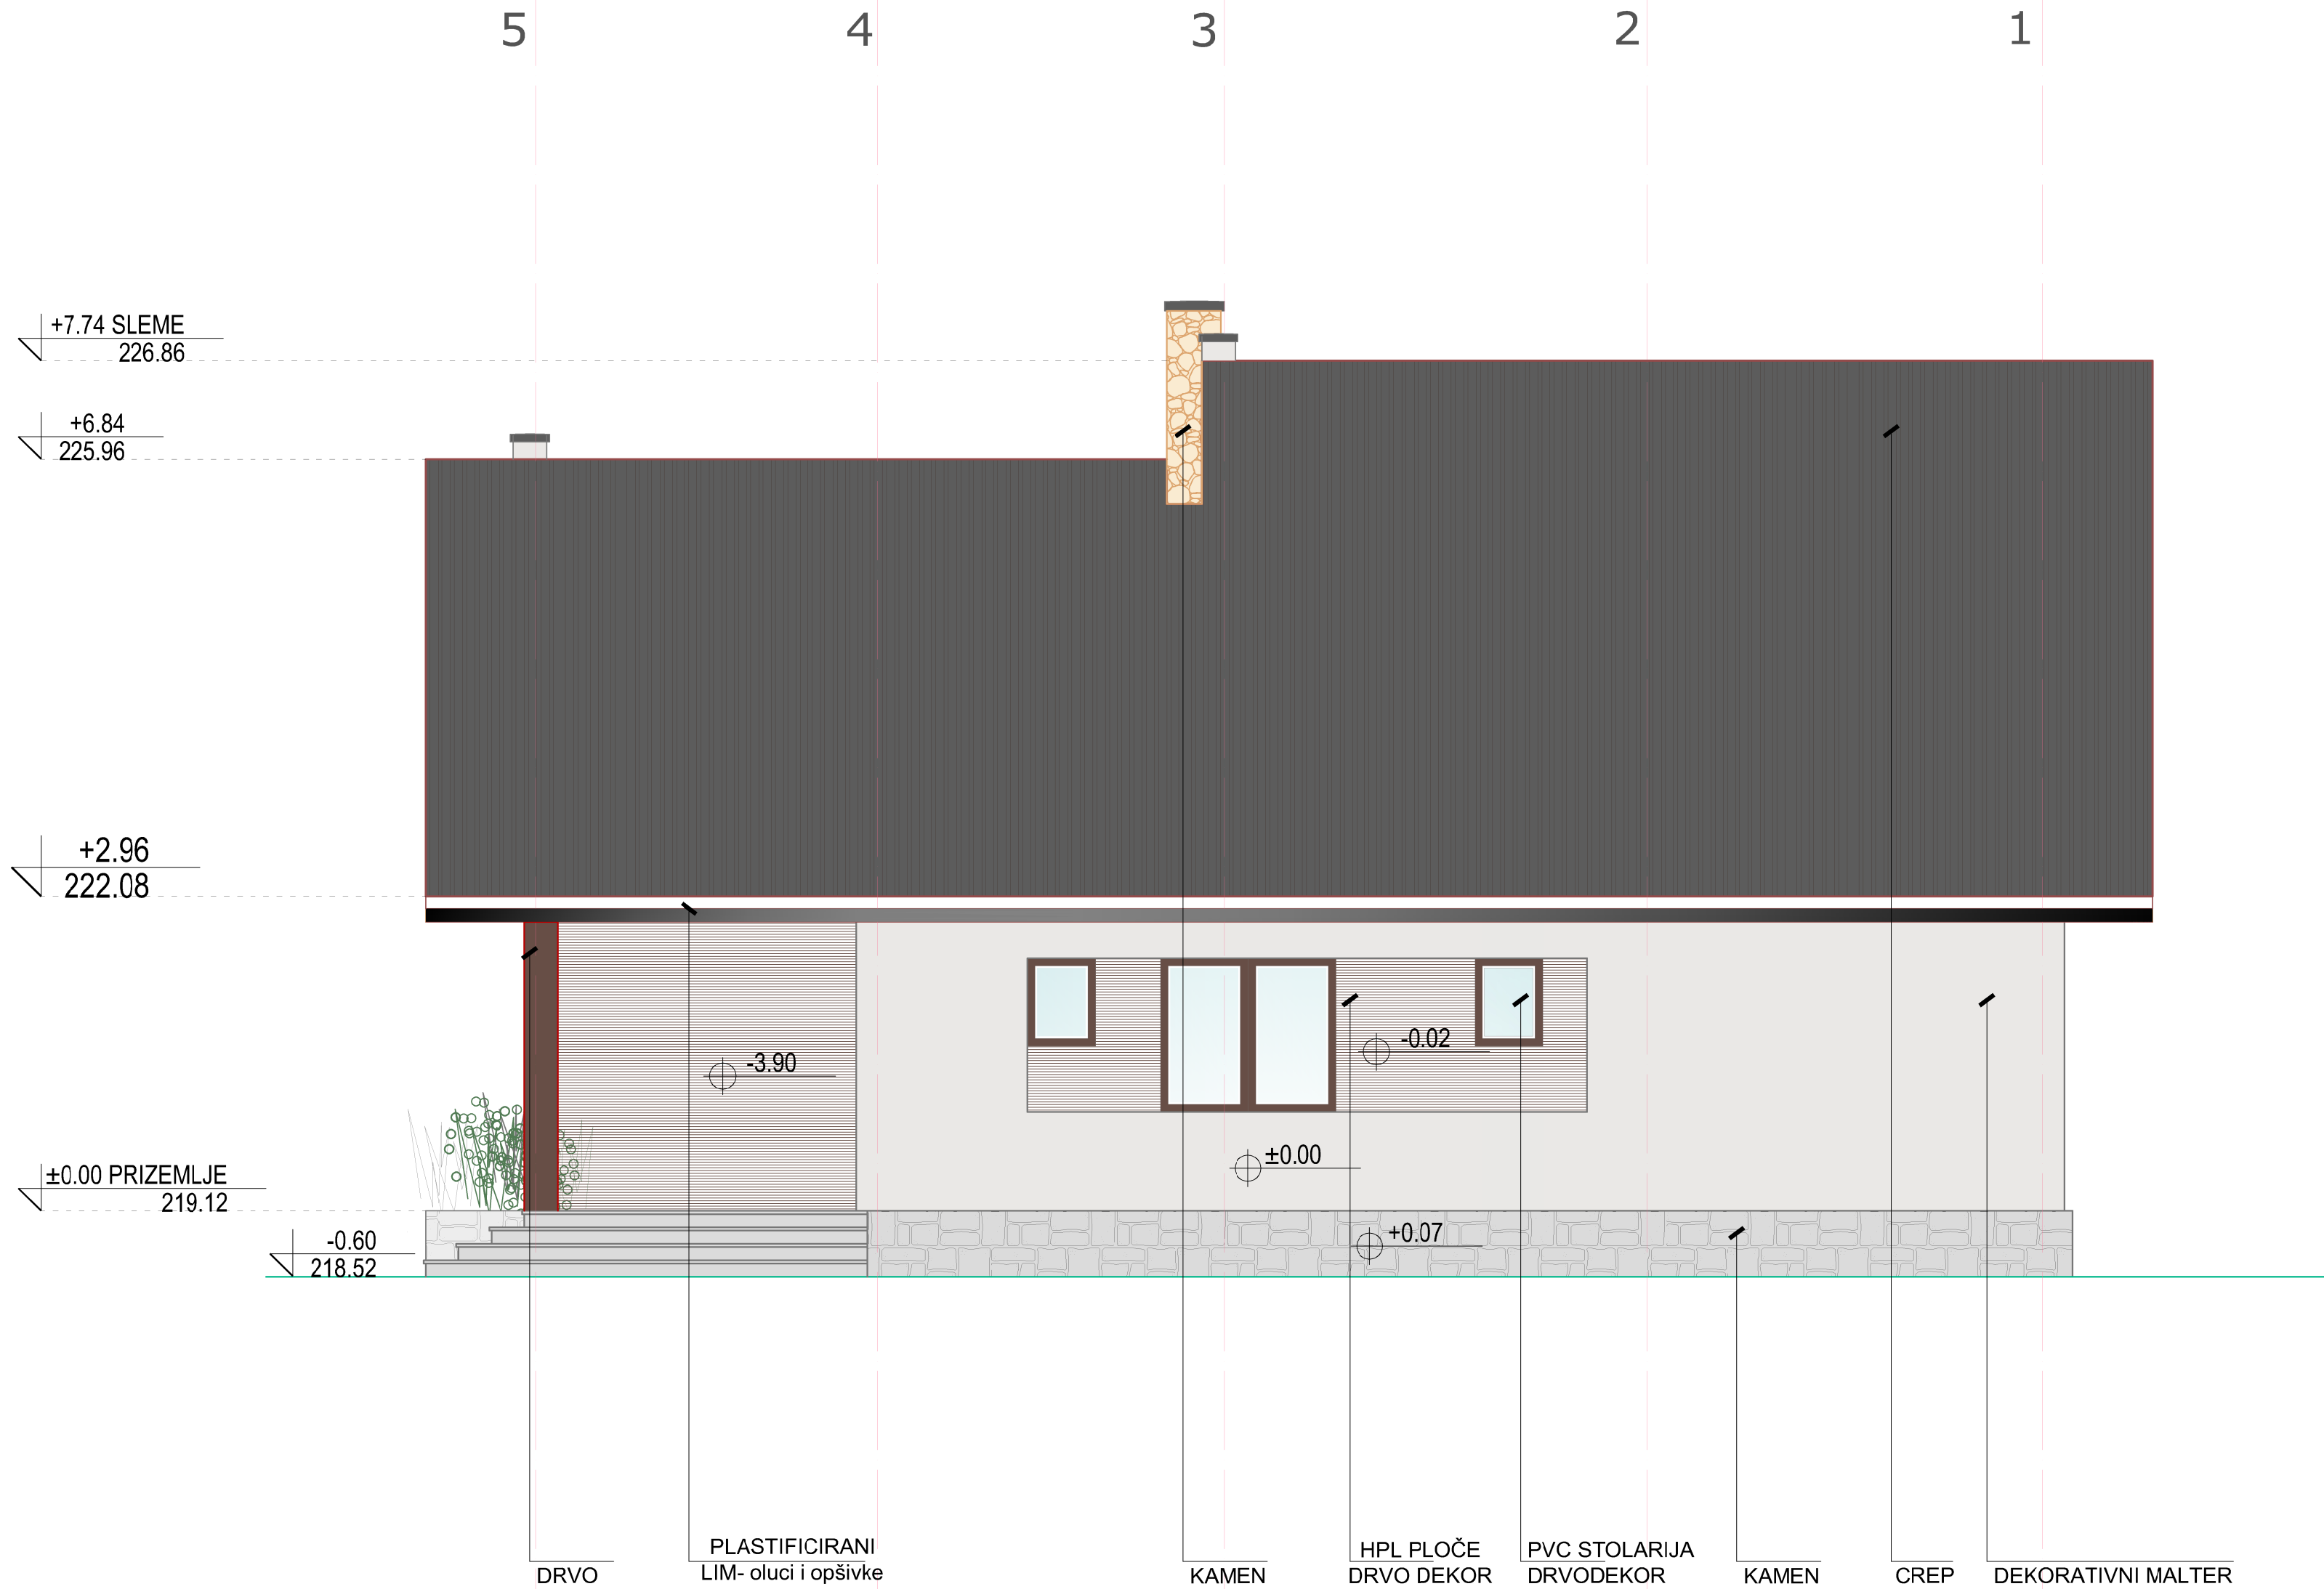 5 4 3 2 1
+7.74 SLEME
226.86
+6.84
225.96
+2.96
222.08
-0.02
-3.90
±0.00
±0.00 PRIZEMLJE
219.12
+0.07
-0.60
218.52
DRVO
PLASTIFICIRANI
LIM- oluci i opšivke
KAMEN
HPL PLOČE
DRVO DEKOR
PVC STOLARIJA
DRVODEKOR
KAMEN
CREP
DEKORATIVNI MALTER